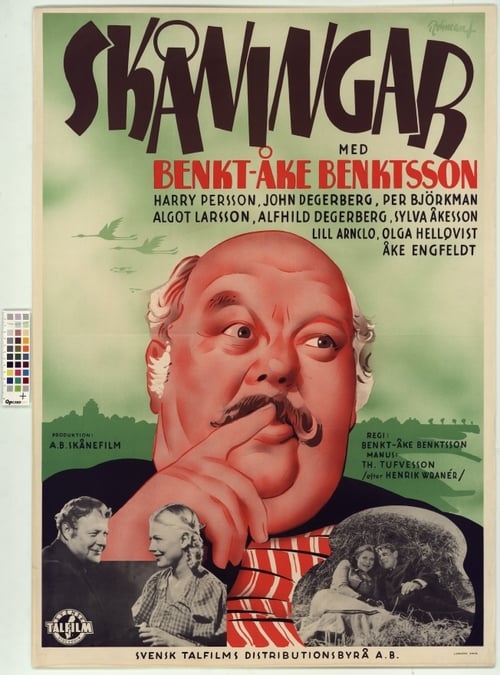 SKÅNINGAR
MED
BENKT-ÅKE BENKTSSON
HARRY PERSSON, JOHN DEGERBERG, PER BJÖRKMAN
ALGOT LARSSON, ALFHILD DEGERBERG, SYLVA ÅKESSON
LILL ARNCLO, OLGA HELLQVIST
ÅKE ENGFELDT
PRODUKTION:
A.B. SKÅNEFILM
REGI:
BENKT-ÅKE BENKTSSON
MANUS:
TH. TUFVESSON
/efter HENRIK WRANÉR/
SVENSK
TALFILM
SVENSK TALFILMS DISTRIBUTIONSBYRÅ A.B.